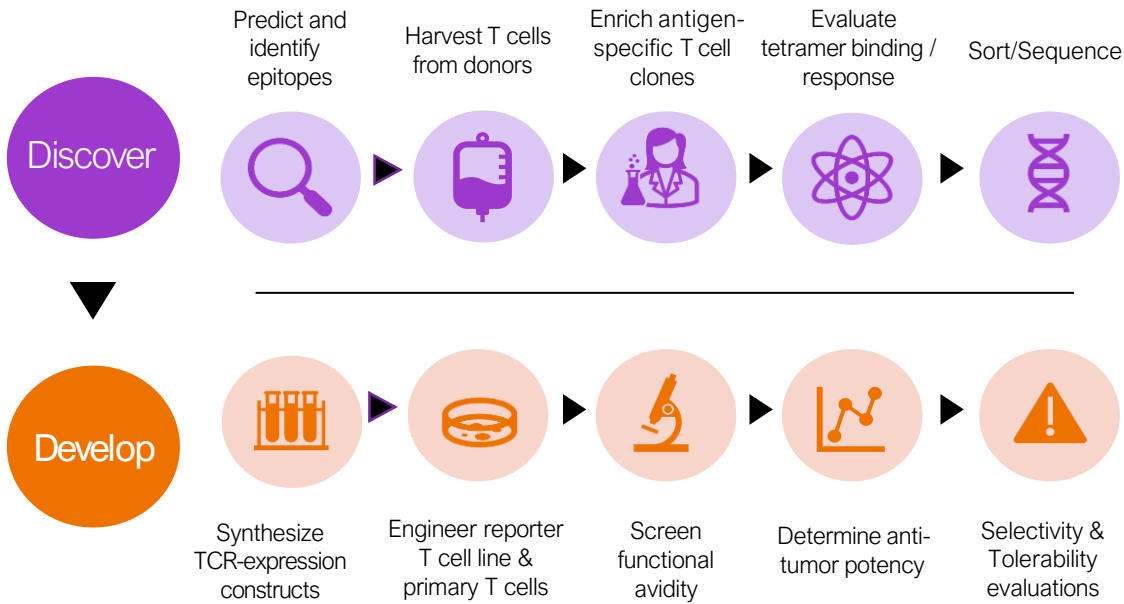 Discover
Predict and
identify
epitopes
Harvest T cells
from donors
Enrich antigen-
specific T cell
clones
Evaluate
tetramer binding /
response
Sort/Sequence
Develop
Synthesize
TCR-expression
constructs
Engineer reporter
T cell line &
primary T cells
Screen
functional
avidity
Determine anti-
tumor potency
Selectivity &
Tolerability
evaluations